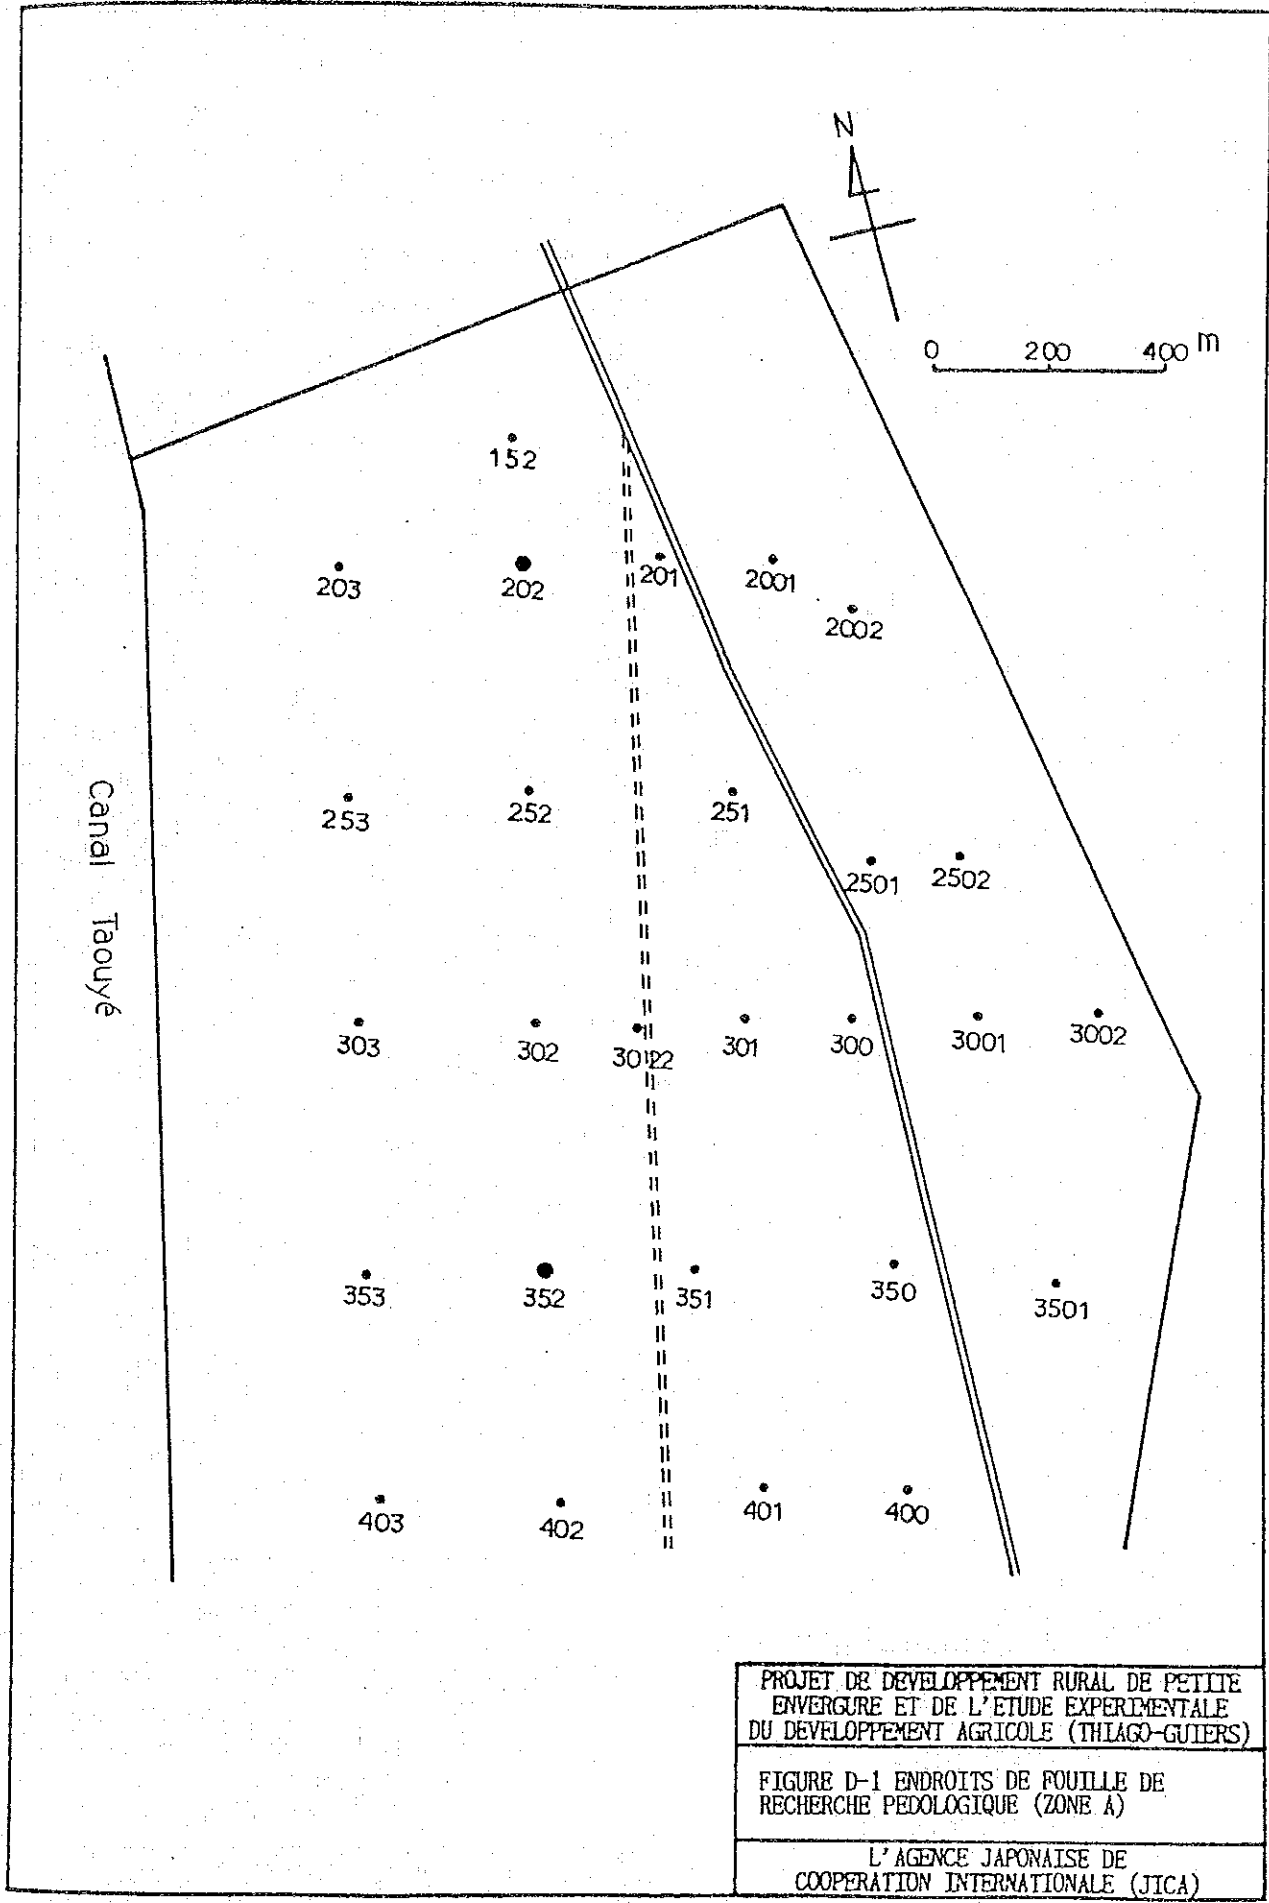 N
0 200 400 m
152
203 202 201 2001
2002
253 252 251
2501 2502
Canal Taouyé
303 302 3022 301 300 3001 3002
353 352 351 350 3501
403 402 401 400
PROJET DE DEVELOPPEMENT RURAL DE PETITE
ENVERGURE ET DE L'ETUDE EXPERIMENTALE
DU DEVELOPPEMENT AGRICOLE (THIAGO-GUIERS)
FIGURE D-1 ENDROITS DE FOUILLE DE
RECHERCHE PEDOLOGIQUE (ZONE A)
L'AGENCE JAPONAISE DE
COOPERATION INTERNATIONALE (JICA)